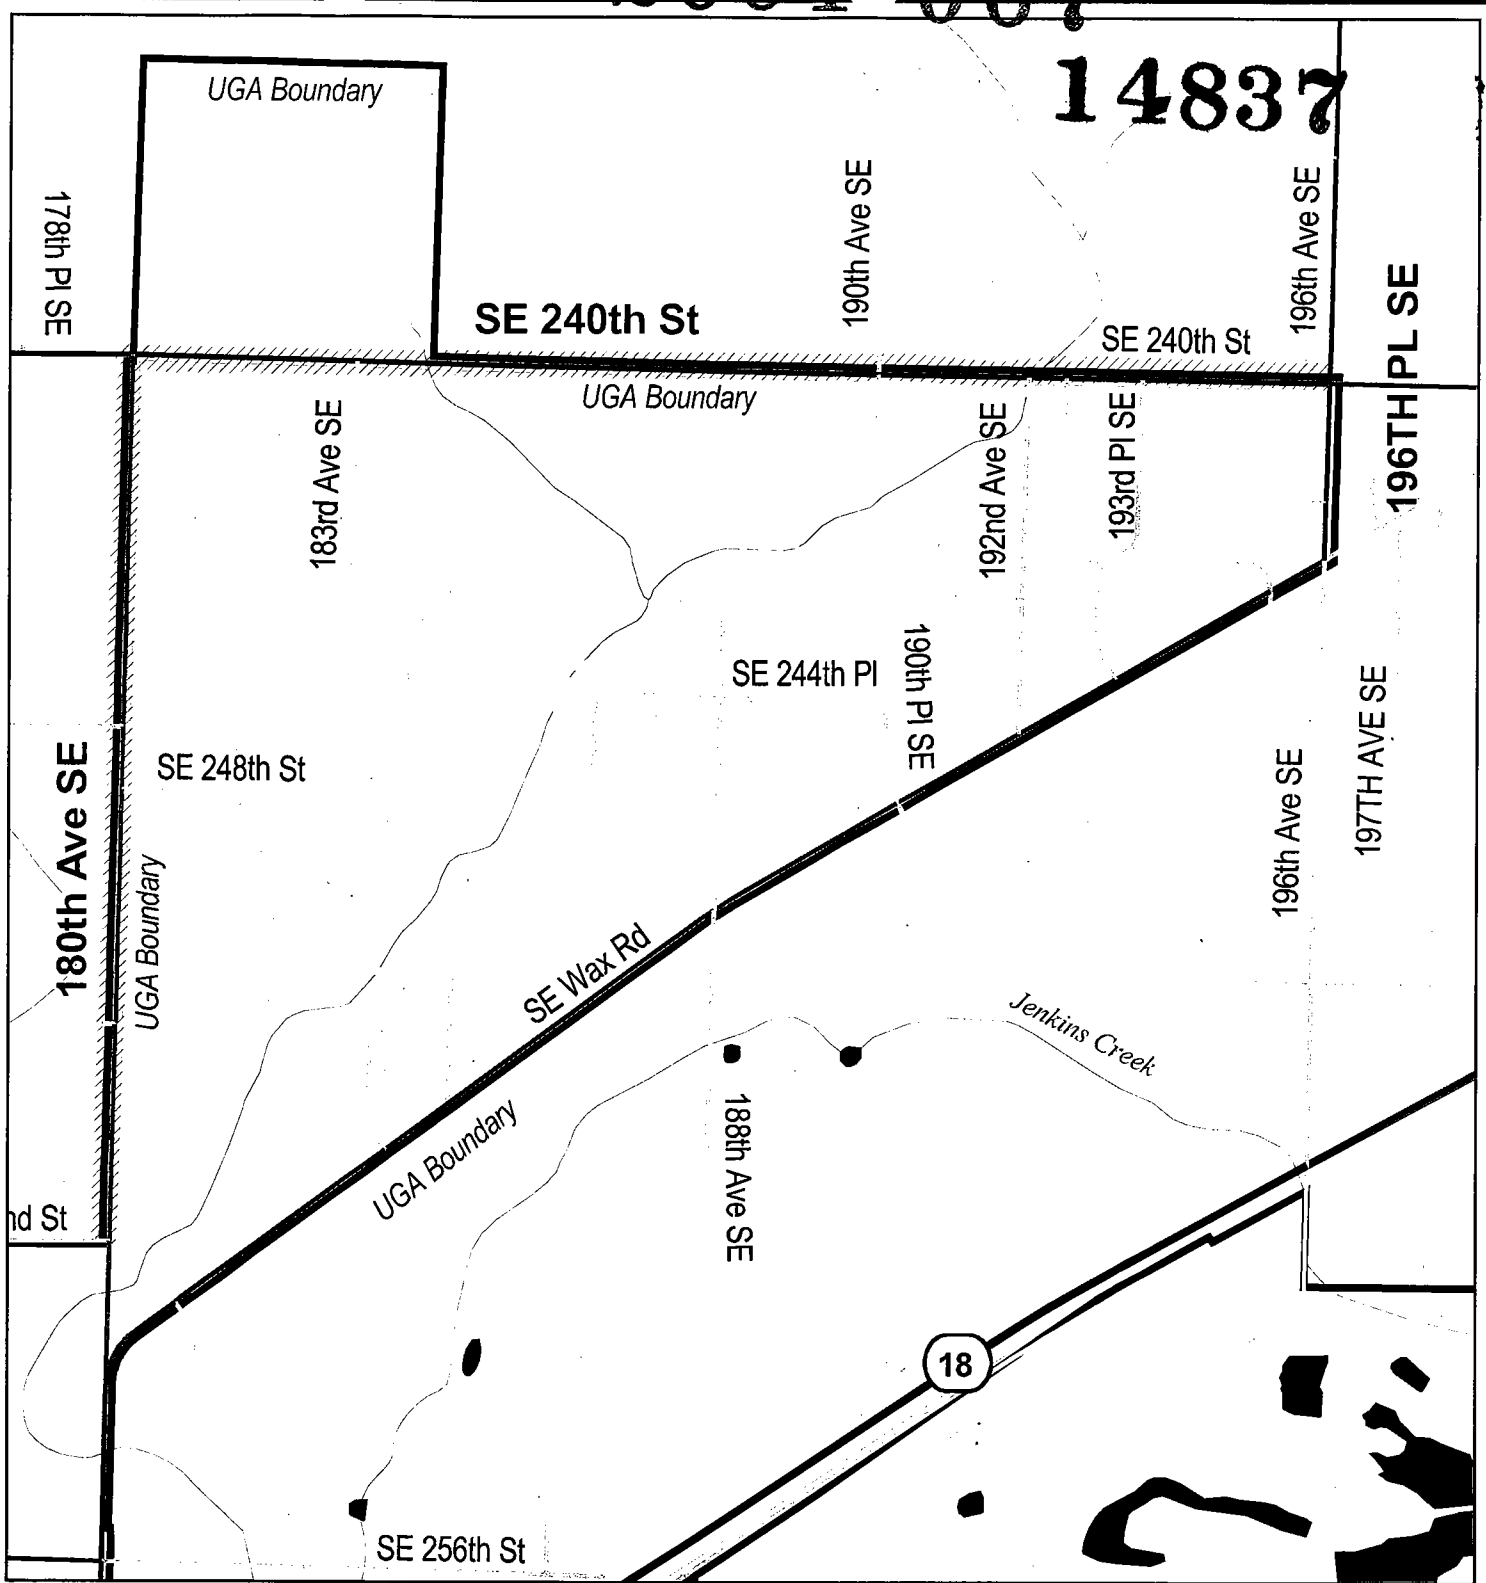 14837
UGA Boundary
178th Pl SE
190th Ave SE
196th Ave SE
196TH PL SE
SE 240th St
SE 240th St
UGA Boundary
183rd Ave SE
192nd Ave SE
193rd Pl SE
SE 244th Pl
190th Pl SE
197TH AVE SE
180th Ave SE
SE 248th St
196th Ave SE
UGA Boundary
SE Wax Rd
Jenkins Creek
UGA Boundary
188th Ave SE
nd St
18
SE 256th St